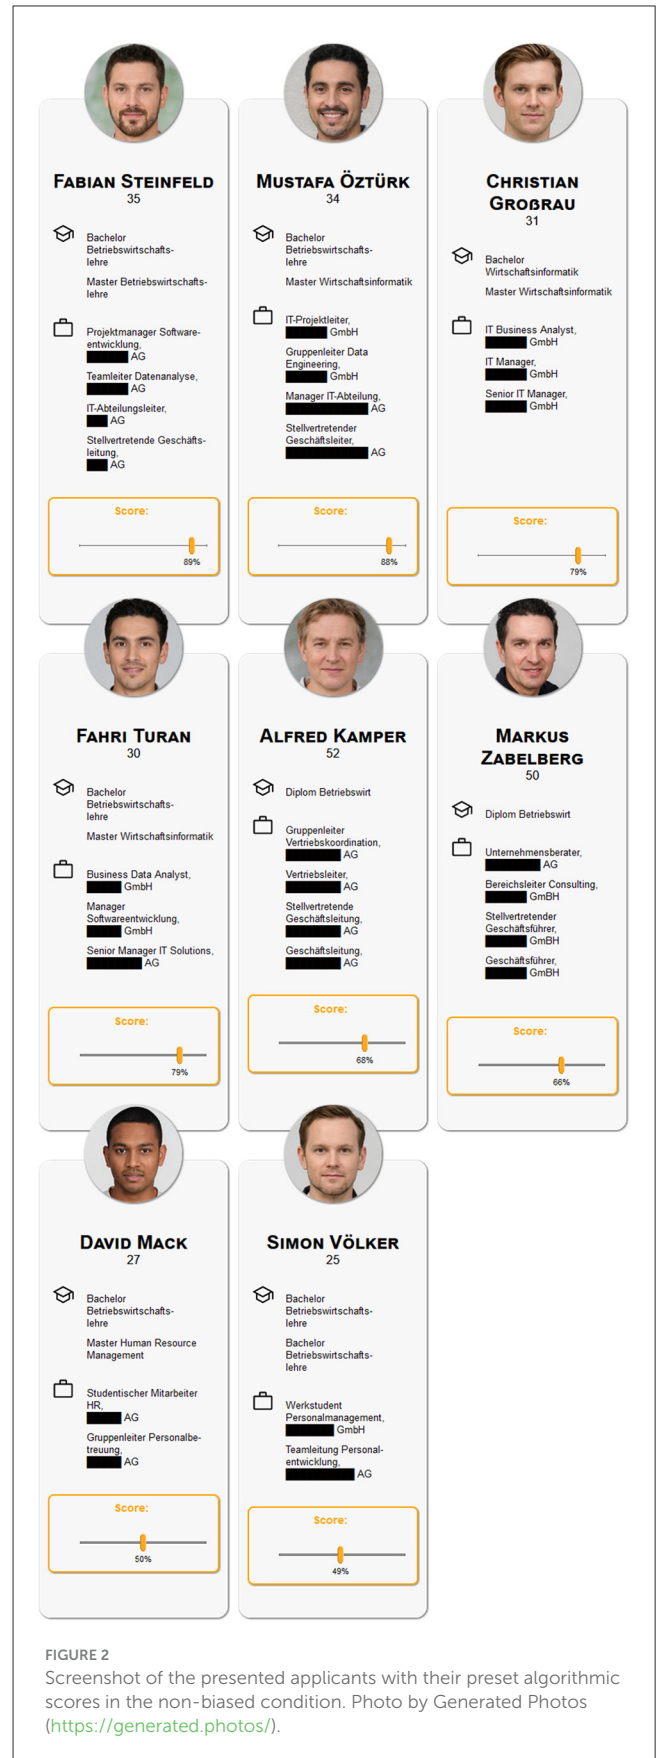 FABIAN STEINFELD
35
Bachelor
Betriebswirtschafts-
lehre
Master Betriebswirtschafts-
lehre
Projektmanager Software-
entwicklung,
AG
Teamleiter Datenanalyse,
AG
IT-Abteilungsleiter,
AG
Stellvertretende Geschäfts-
leitung,
AG
Score:
89%
MUSTAFA ÖZTÜRK
34
Bachelor
Betriebswirtschafts-
lehre
Master Wirtschaftsinformatik
IT-Projektleiter,
GmbH
Gruppenleiter Data
Engineering,
GmbH
Manager IT-Abteilung,
AG
Stellvertretender
Geschäftsleiter,
AG
Score:
88%
CHRISTIAN
GROßRAU
31
Bachelor
Wirtschaftsinformatik
Master Wirtschaftsinformatik
IT Business Analyst,
GmbH
IT Manager,
GmbH
Senior IT Manager,
GmbH
Score:
79%
FAHRI TURAN
30
Bachelor
Betriebswirtschafts-
lehre
Master Wirtschaftsinformatik
Business Data Analyst,
GmbH
Manager
Softwareentwicklung,
GmbH
Senior Manager IT Solutions,
AG
Score:
79%
ALFRED KAMPER
52
Diplom Betriebswirt
Gruppenleiter
Vertriebskoordination,
AG
Vertriebsleiter,
AG
Stellvertretende
Geschäftsleitung,
AG
Geschäftsleitung,
AG
Score:
68%
MARKUS
ZABELBERG
50
Diplom Betriebswirt
Unternehmensberater,
AG
Bereichsleiter Consulting,
GmBH
Stellvertretender
Geschäftsführer,
GmBH
Geschäftsführer,
GmBH
Score:
66%
DAVID MACK
27
Bachelor
Betriebswirtschafts-
lehre
Master Human Resource
Management
Studentischer Mitarbeiter
HR,
AG
Gruppenleiter Personalbe-
treuung,
AG
Score:
50%
SIMON VÖLKER
25
Bachelor
Betriebswirtschafts-
lehre
Bachelor
Betriebswirtschafts-
lehre
Werkstudent
Personalmanagement,
GmbH
Teamleitung Personal-
entwicklung,
AG
Score:
49%
FIGURE 2
Screenshot of the presented applicants with their preset algorithmic
scores in the non-biased condition. Photo by Generated Photos
(https://generated.photos/).